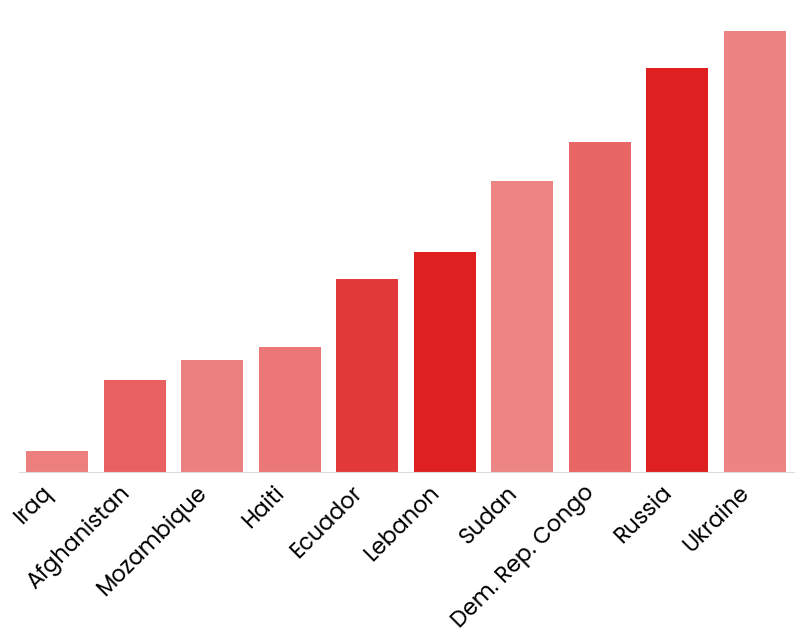 Iraq
Afghanistan
Mozambique
Haiti
Ecuador
Lebanon
Sudan
Dem. Rep. Congo
Russia
Ukraine